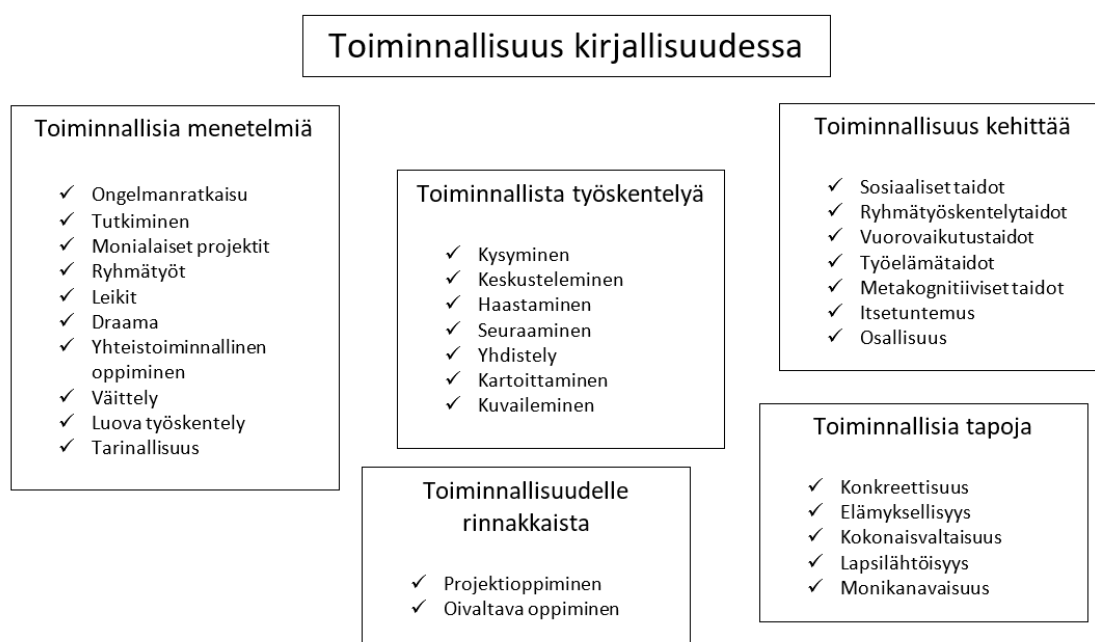 Toiminnallisuus kirjallisuudessa
Toiminnallisia menetelmiä
✓ Ongelmanratkaisu
✓ Tutkiminen
✓ Monialaiset projektit
✓ Ryhmätyöt
✓ Leikit
✓ Draama
✓ Yhteistoiminnallinen
oppiminen
✓ Väittely
✓ Luova työskentely
✓ Tarinallisuus
Toiminnallista työskentelyä
✓ Kysyminen
✓ Keskusteleminen
✓ Haastaminen
✓ Seuraaminen
✓ Yhdistely
✓ Kartoittaminen
✓ Kuvaileminen
Toiminnallisuus kehittää
✓ Sosiaaliset taidot
✓ Ryhmätyöskentelytaidot
✓ Vuorovaikutustaidot
✓ Työelämätaidot
✓ Metakognitiiviset taidot
✓ Itsetuntemus
✓ Osallisuus
Toiminnallisuudelle
rinnakkaista
✓ Projektioppiminen
✓ Oivaltava oppiminen
Toiminnallisia tapoja
✓ Konkreettisuus
✓ Elämyksellisyys
✓ Kokonaisvaltaisuus
✓ Lapsilähtöisyys
✓ Monikanavaisuus